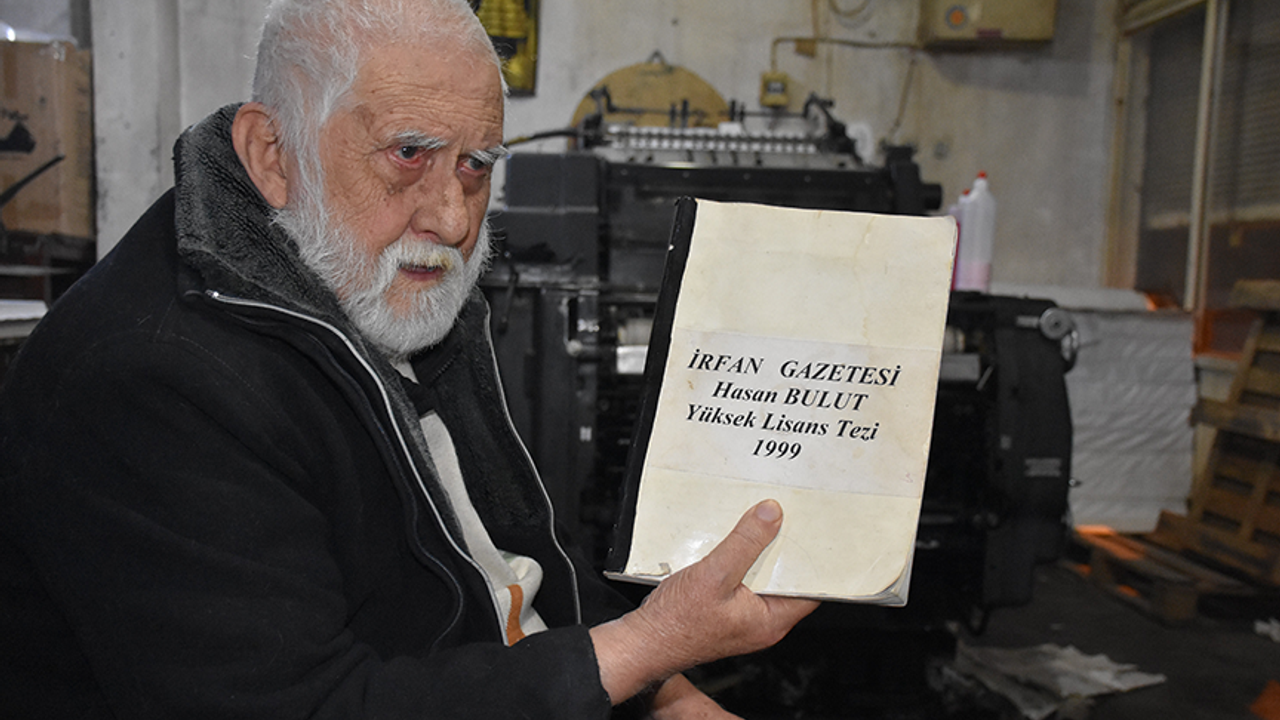 İRFAN GAZETESİ
Hasan BULUT
Yüksek Lisans Tezi
1999